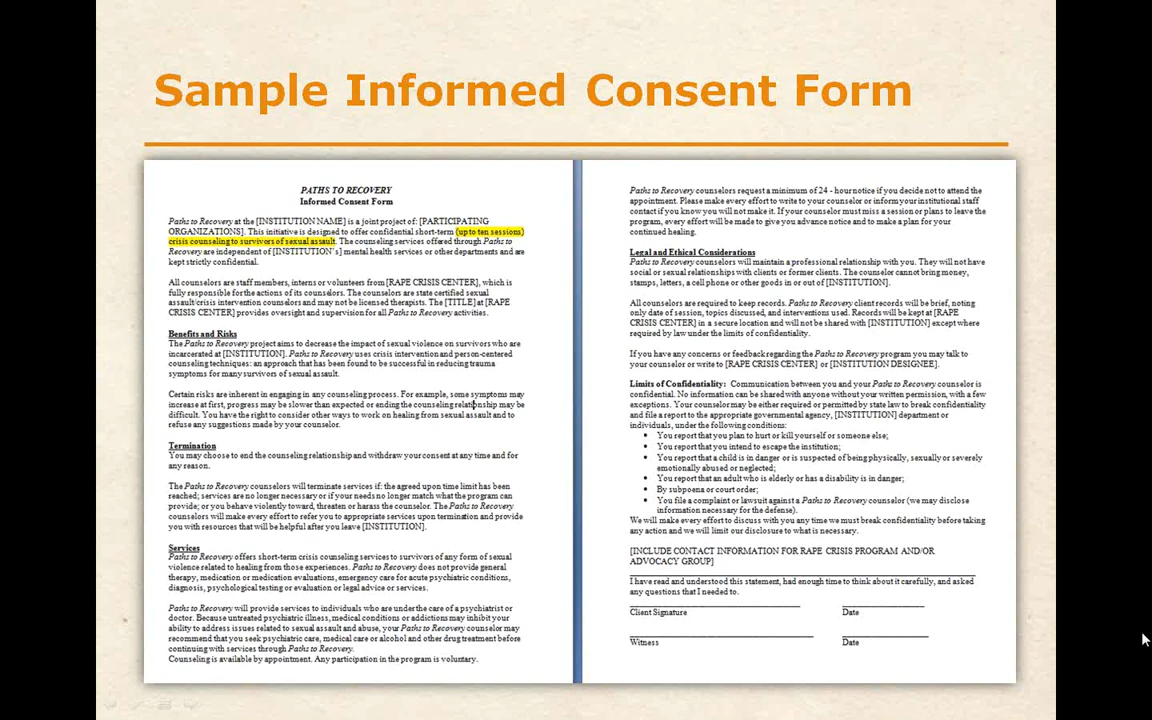 Sample Informed Consent Form
PATHS TO RECOVERY
Informed Consent Form
Paths to Recovery at the [INSTITUTION NAME] is a joint project of: [PARTICIPATING
ORGANIZATIONS]. This initiative is designed to offer confidential short-term (up to ten sessions)
crisis counseling to survivors of sexual assault. The counseling services offered through Paths to
Recovery are independent of [INSTITUTION's] mental health services or other departments and are
kept strictly confidential.
All counselors are staff members, interns or volunteers from [RAPE CRISIS CENTER], which is
fully responsible for the actions of its counselors. The counselors are state certified sexual
assault/crisis intervention counselors and may not be licensed therapists. The [TITLE] at [RAPE
CRISIS CENTER] provides oversight and supervision for all Paths to Recovery activities.
Benefits and Risks
The Paths to Recovery project aims to decrease the impact of sexual violence on survivors who are
incarcerated at [INSTITUTION]. Paths to Recovery uses crisis intervention and person-centered
counseling techniques: an approach that has been found to be successful in reducing trauma
symptoms for many survivors of sexual assault.
Certain risks are inherent in engaging in any counseling process. For example, some symptoms may
increase at first, progress may be slower than expected or ending the counseling relationship may be
difficult. You have the right to consider other ways to work on healing from sexual assault and to
refuse any suggestions made by your counselor.
Termination
You may choose to end the counseling relationship and withdraw your consent at any time and for
any reason.
The Paths to Recovery counselors will terminate services if: the agreed upon time limit has been
reached; services are no longer necessary or if your needs no longer match what the program can
provide; or you behave violently toward, threaten or harass the counselor. The Paths to Recovery
counselors will make every effort to refer you to appropriate services upon termination and provide
you with resources that will be helpful after you leave [INSTITUTION].
Services
Paths to Recovery offers short-term crisis counseling services to survivors of any form of sexual
violence related to healing from those experiences. Paths to Recovery does not provide general
therapy, medication or medication evaluations, emergency care for acute psychiatric conditions,
diagnosis, psychological testing or evaluation or legal advice or services.
Paths to Recovery will provide services to individuals who are under the care of a psychiatrist or
doctor. Because untreated psychiatric illness, medical conditions or addictions may inhibit your
ability to address issues related to sexual assault and abuse, your Paths to Recovery counselor may
recommend that you seek psychiatric care, medical care or alcohol and other drug treatment before
continuing with services through Paths to Recovery.
Counseling is available by appointment. Any participation in the program is voluntary.
Paths to Recovery counselors request a minimum of 24 - hour notice if you decide not to attend the
appointment. Please make every effort to write to your counselor or inform your institutional staff
contact if you know you will not make it. If your counselor must miss a session or plans to leave the
program, every effort will be made to give you advance notice and to make a plan for your
continued healing.
Legal and Ethical Considerations
Paths to Recovery counselors will maintain a professional relationship with you. They will not have
social or sexual relationships with clients or former clients. The counselor cannot bring money,
stamps, letters, a cell phone or other goods in or out of [INSTITUTION].
All counselors are required to keep records. Paths to Recovery client records will be brief, noting
only date of session, topics discussed, and interventions used. Records will be kept at [RAPE
CRISIS CENTER] in a secure location and will not be shared with [INSTITUTION] except where
required by law under the limits of confidentiality.
If you have any concerns or feedback regarding the Paths to Recovery program you may talk to
your counselor or write to [RAPE CRISIS CENTER] or [INSTITUTION DESIGNEE].
Limits of Confidentiality: Communication between you and your Paths to Recovery counselor is
confidential. No information can be shared with anyone without your written permission, with a few
exceptions. Your counselor may be either required or permitted by state law to break confidentiality
and file a report to the appropriate governmental agency, [INSTITUTION] department or
individuals, under the following conditions:
• You report that you plan to hurt or kill yourself or someone else;
• You report that you intend to escape the institution;
• You report that a child is in danger or is suspected of being physically, sexually or severely
emotionally abused or neglected;
• You report that an adult who is elderly or has a disability is in danger;
• By subpoena or court order;
• You file a complaint or lawsuit against a Paths to Recovery counselor (we may disclose
information necessary for the defense).
We will make every effort to discuss with you any time we must break confidentiality before taking
any action and we will limit our disclosure to what is necessary.
[INCLUDE CONTACT INFORMATION FOR RAPE CRISIS PROGRAM AND/OR
ADVOCACY GROUP]
I have read and understood this statement, had enough time to think about it carefully, and asked
any questions that I needed to.
Client Signature Date
Witness Date